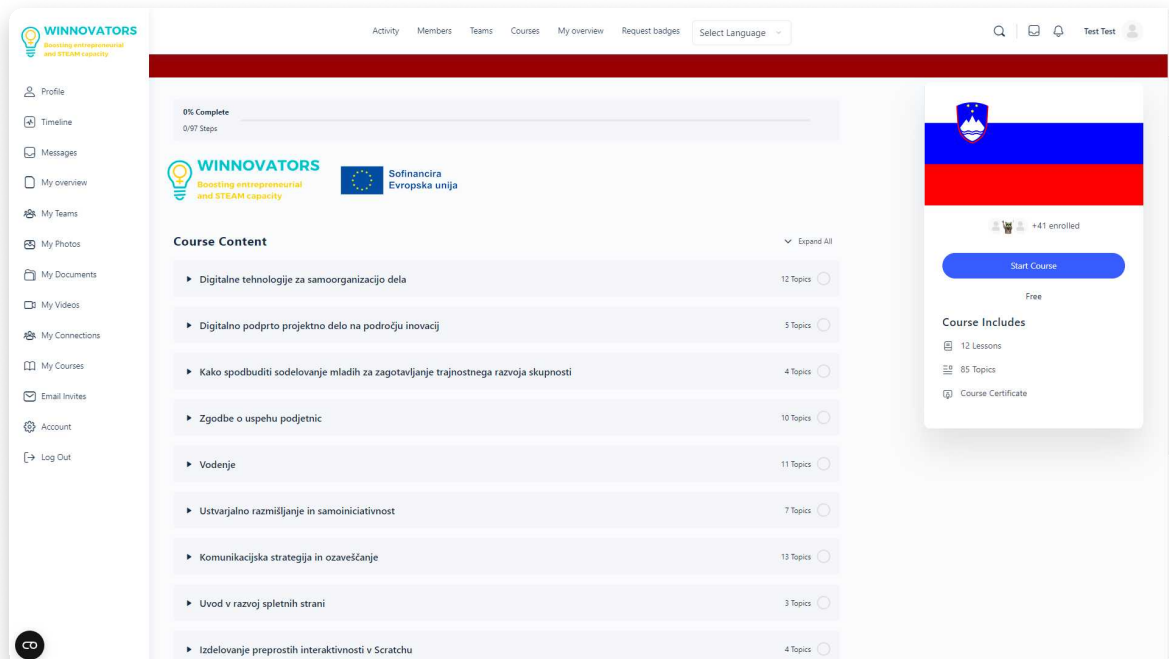 WINNOVATORS
Boosting entrepreneurial
and STEAM capacity
Activity Members Teams Courses My overview Request badges Select Language
Test Test
Profile
Timeline
Messages
My overview
My Teams
My Photos
My Documents
My Videos
My Connections
My Courses
Email Invites
Account
Log Out
0% Complete
0/97 Steps
WINNOVATORS
Boosting entrepreneurial
and STEAM capacity
Sofinancira
Evropska unija
Course Content
Expand All
Digitalne tehnologije za samoorganizacijo dela 12 Topics
Digitalno podprto projektno delo na področju inovacij 5 Topics
Kako spodbuditi sodelovanje mladih za zagotavljanje trajnostnega razvoja skupnosti 4 Topics
Zgodbe o uspehu podjetnic 10 Topics
Vodenje 11 Topics
Ustvarjalno razmišljanje in samoiniciativnost 7 Topics
Komunikacijska strategija in ozaveščanje 13 Topics
Uvod v razvoj spletnih strani 3 Topics
Izdelovanje preprostih interaktivnosti v Scratchu 4 Topics
+41 enrolled
Start Course
Free
Course Includes
12 Lessons
85 Topics
Course Certificate